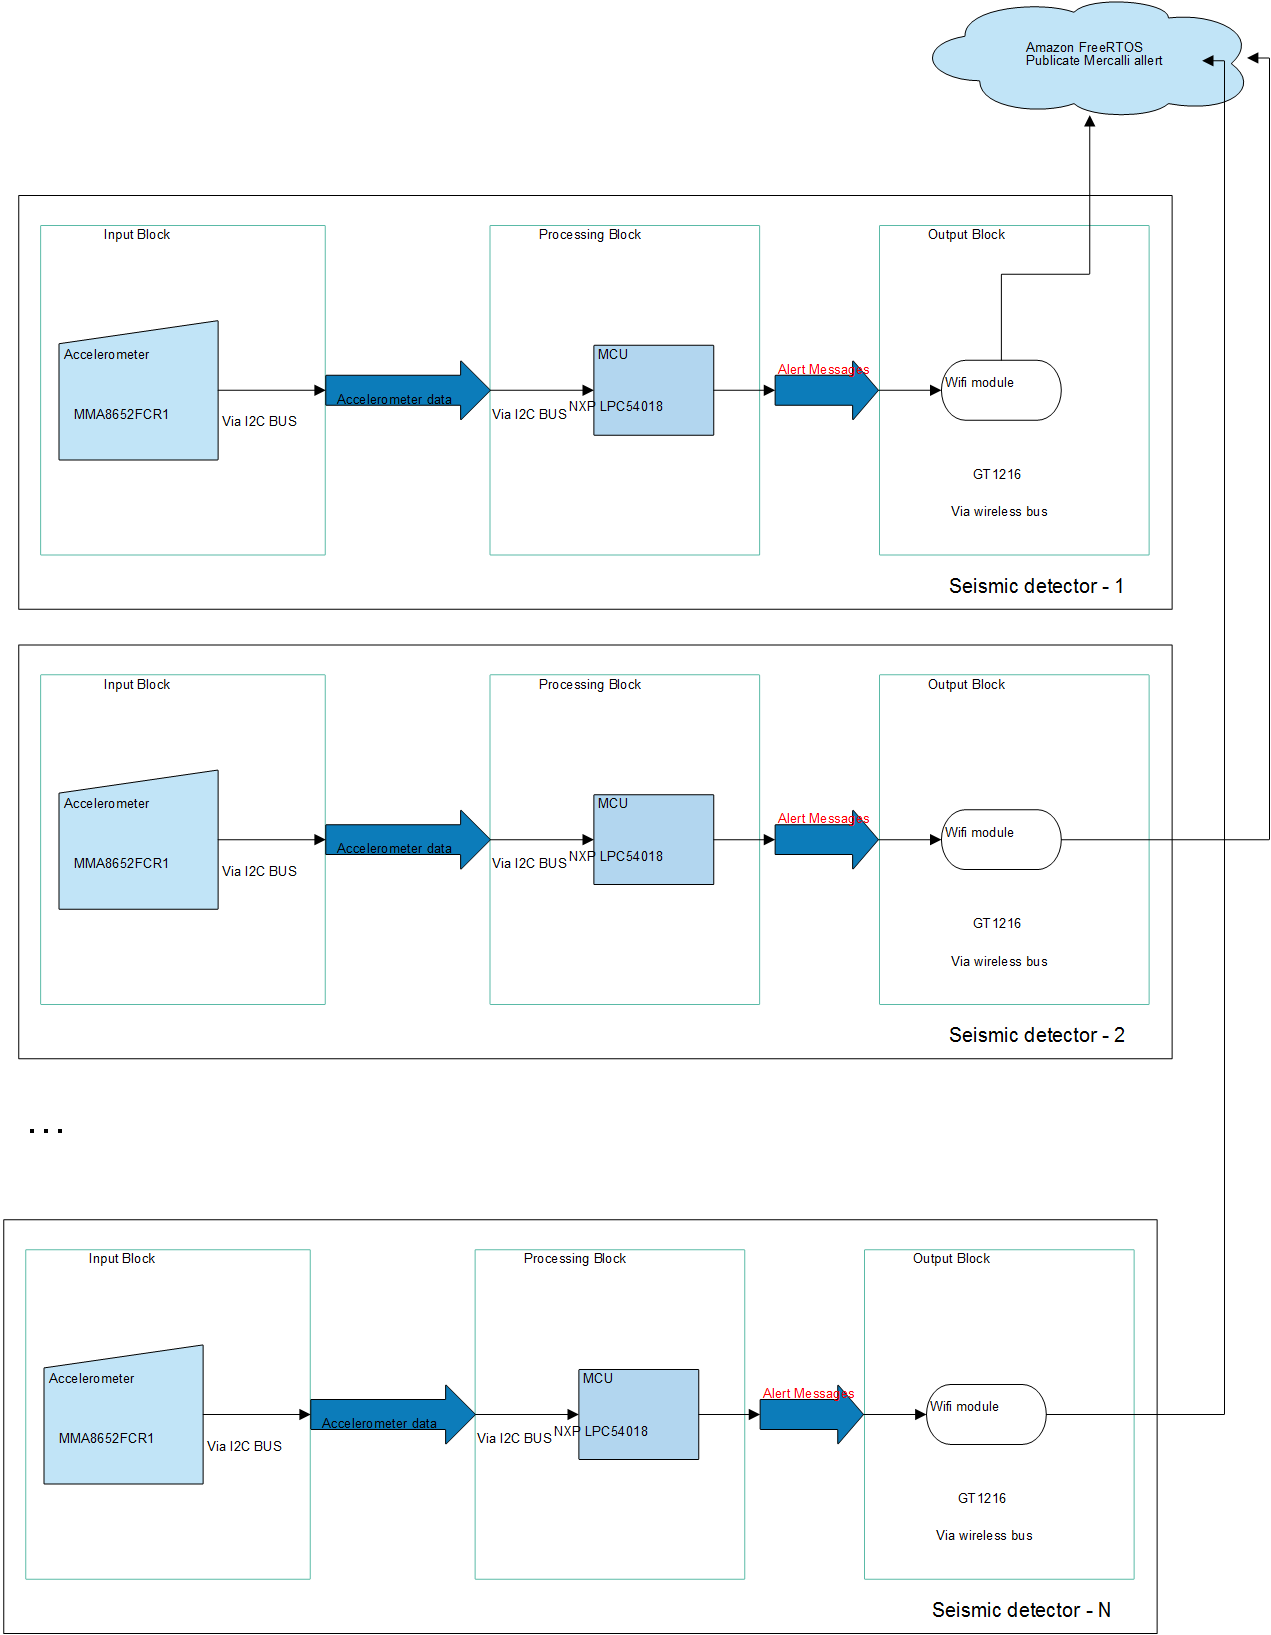 Amazon FreeRTOS
Publicate Mercalli allert
Input Block
Processing Block
Output Block
Accelerometer
MMA8652FCR1
Via I2C BUS
Accelerometer data
Via I2C BUS
MCU
NXP LPC54018
Alert Messages
Wifi module
GT1216
Via wireless bus
Seismic detector - 1
Input Block
Processing Block
Output Block
Accelerometer
MMA8652FCR1
Via I2C BUS
Accelerometer data
Via I2C BUS
MCU
NXP LPC54018
Alert Messages
Wifi module
GT1216
Via wireless bus
Seismic detector - 2
...
Input Block
Processing Block
Output Block
Accelerometer
MMA8652FCR1
Via I2C BUS
Accelerometer data
Via I2C BUS
MCU
NXP LPC54018
Alert Messages
Wifi module
GT1216
Via wireless bus
Seismic detector - N